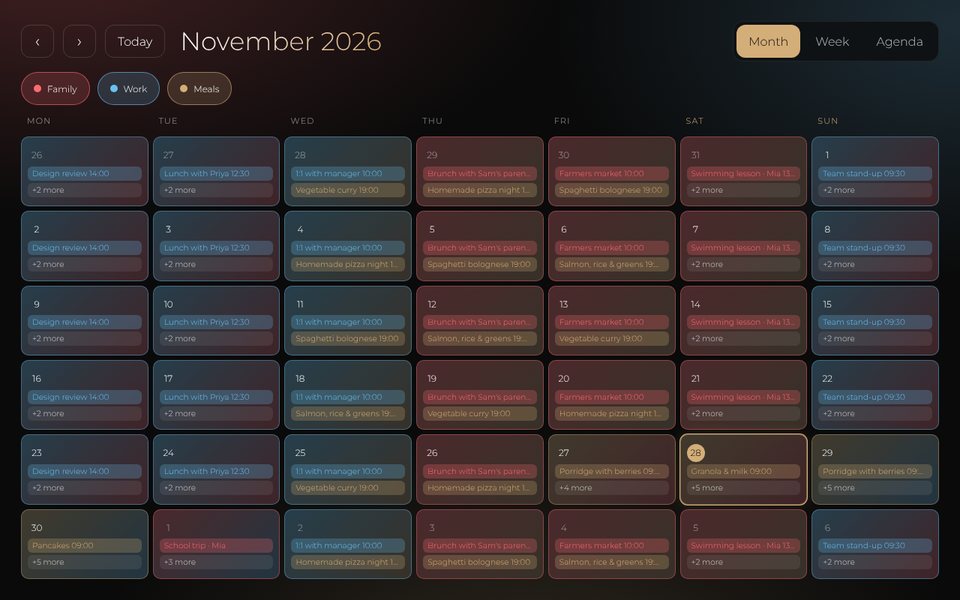 ‹ › Today November 2026 Month Week Agenda
Family Work Meals
MON TUE WED THU FRI SAT SUN
26 27 28 29 30 31 1
Design review 14:00 Lunch with Priya 12:30 1:1 with manager 10:00 Brunch with Sam's paren... Farmers market 10:00 Swimming lesson · Mia 13... Team stand-up 09:30
+2 more +2 more Vegetable curry 19:00 Homemade pizza night 1... Spaghetti bolognese 19:00 +2 more +2 more
2 3 4 5 6 7 8
Design review 14:00 Lunch with Priya 12:30 1:1 with manager 10:00 Brunch with Sam's paren... Farmers market 10:00 Swimming lesson · Mia 13... Team stand-up 09:30
+2 more +2 more Homemade pizza night 1... Spaghetti bolognese 19:00 Salmon, rice & greens 19:... +2 more +2 more
9 10 11 12 13 14 15
Design review 14:00 Lunch with Priya 12:30 1:1 with manager 10:00 Brunch with Sam's paren... Farmers market 10:00 Swimming lesson · Mia 13... Team stand-up 09:30
+2 more +2 more Spaghetti bolognese 19:00 Salmon, rice & greens 19:... Vegetable curry 19:00 +2 more +2 more
16 17 18 19 20 21 22
Design review 14:00 Lunch with Priya 12:30 1:1 with manager 10:00 Brunch with Sam's paren... Farmers market 10:00 Swimming lesson · Mia 13... Team stand-up 09:30
+2 more +2 more Salmon, rice & greens 19:... Vegetable curry 19:00 Homemade pizza night 1... +2 more +2 more
23 24 25 26 27 28 29
Design review 14:00 Lunch with Priya 12:30 1:1 with manager 10:00 Brunch with Sam's paren... Porridge with berries 09:... Granola & milk 09:00 Porridge with berries 09:...
+2 more +2 more Vegetable curry 19:00 Homemade pizza night 1... +4 more +5 more +5 more
30 1 2 3 4 5 6
Pancakes 09:00 School trip · Mia 1:1 with manager 10:00 Brunch with Sam's paren... Farmers market 10:00 Swimming lesson · Mia 13... Team stand-up 09:30
+5 more +3 more Homemade pizza night 1... Spaghetti bolognese 19:00 Salmon, rice & greens 19:... +2 more +2 more